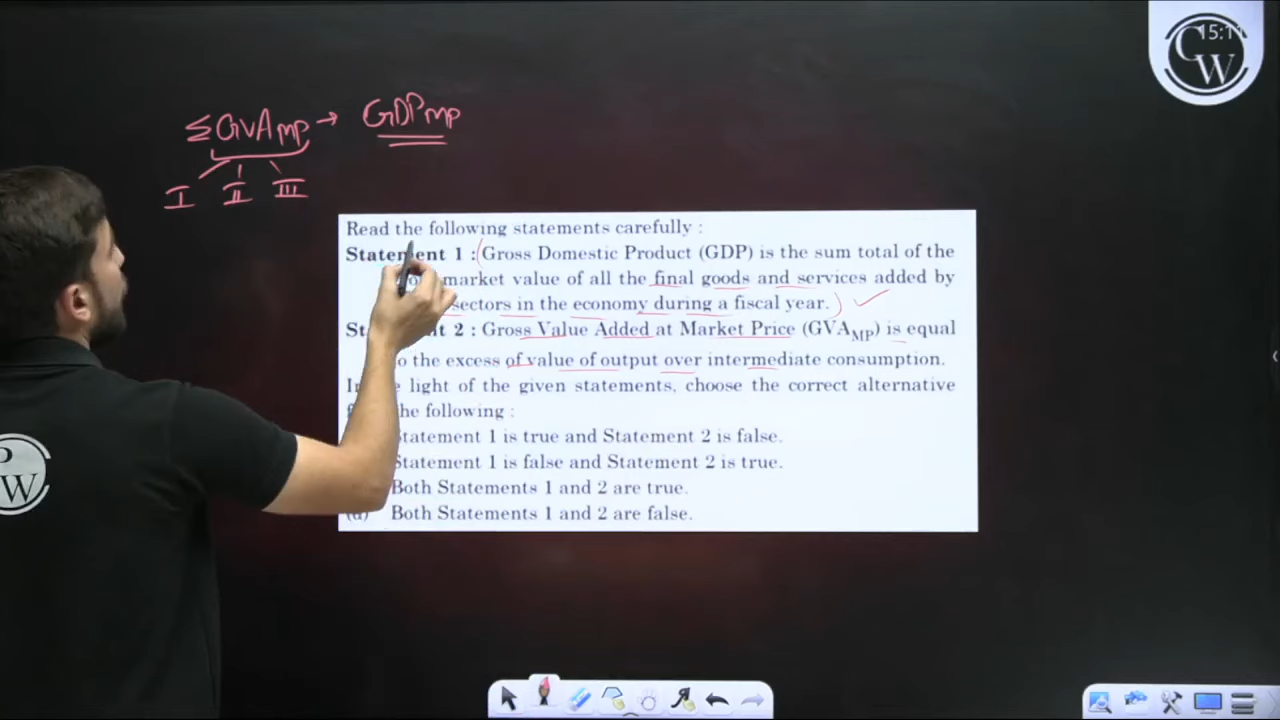 15:11
CW
ΣGVAMP → GDPMP
I II III
Read the following statements carefully :
Statement 1 : Gross Domestic Product (GDP) is the sum total of the
market value of all the final goods and services added by
sectors in the economy during a fiscal year.
2 : Gross Value Added at Market Price (GVAMP) is equal
the excess of value of output over intermediate consumption.
light of the given statements, choose the correct alternative
the following :
Statement 1 is true and Statement 2 is false.
Statement 1 is false and Statement 2 is true.
Both Statements 1 and 2 are true.
(d) Both Statements 1 and 2 are false.
P
W